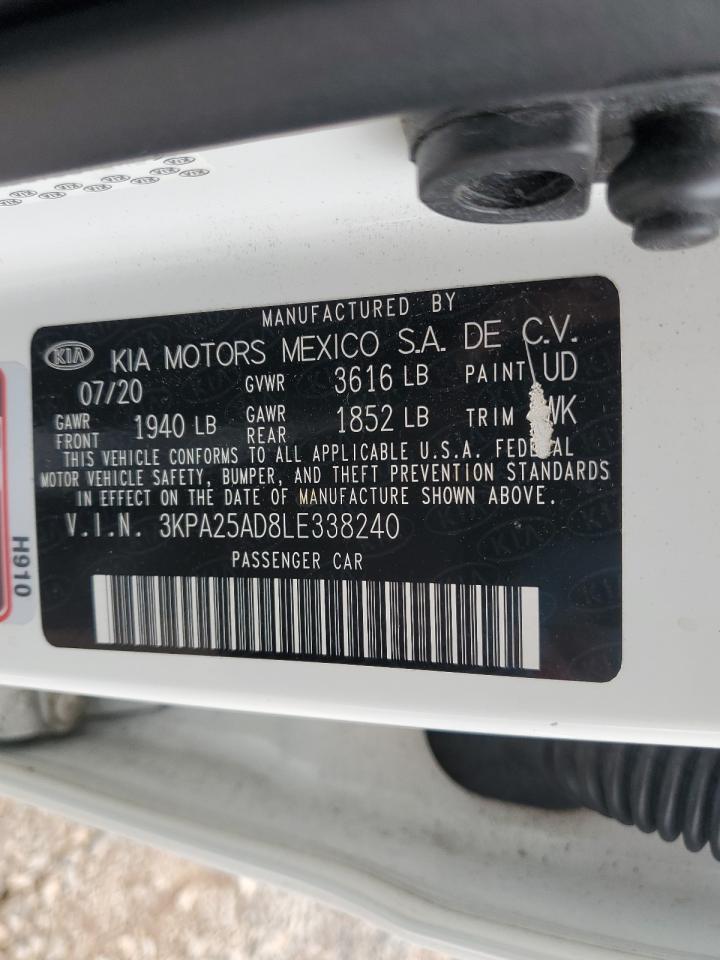 MANUFACTURED BY
KIA KIA MOTORS MEXICO S.A. DE C.V.
07/20 GVWR 3616 LB PAINT UD
GAWR FRONT 1940 LB GAWR REAR 1852 LB TRIM WK
THIS VEHICLE CONFORMS TO ALL APPLICABLE U.S.A. FEDERAL
MOTOR VEHICLE SAFETY, BUMPER, AND THEFT PREVENTION STANDARDS
IN EFFECT ON THE DATE OF MANUFACTURE SHOWN ABOVE.
V.I.N. 3KPA25AD8LE338240
PASSENGER CAR
H910